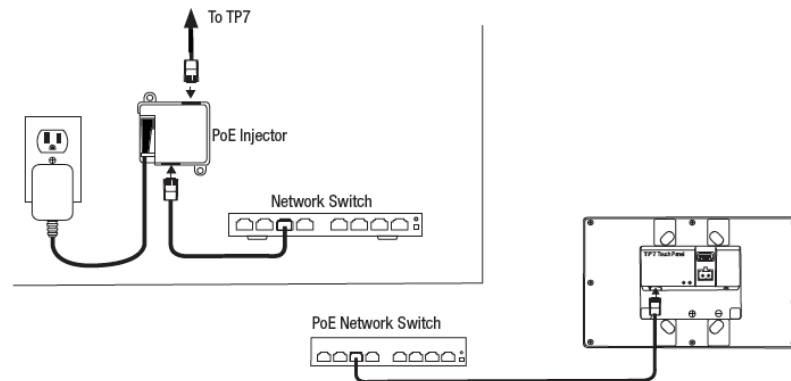 To TP7
PoE Injector
Network Switch
TP7 Touch Panel
PoE Network Switch